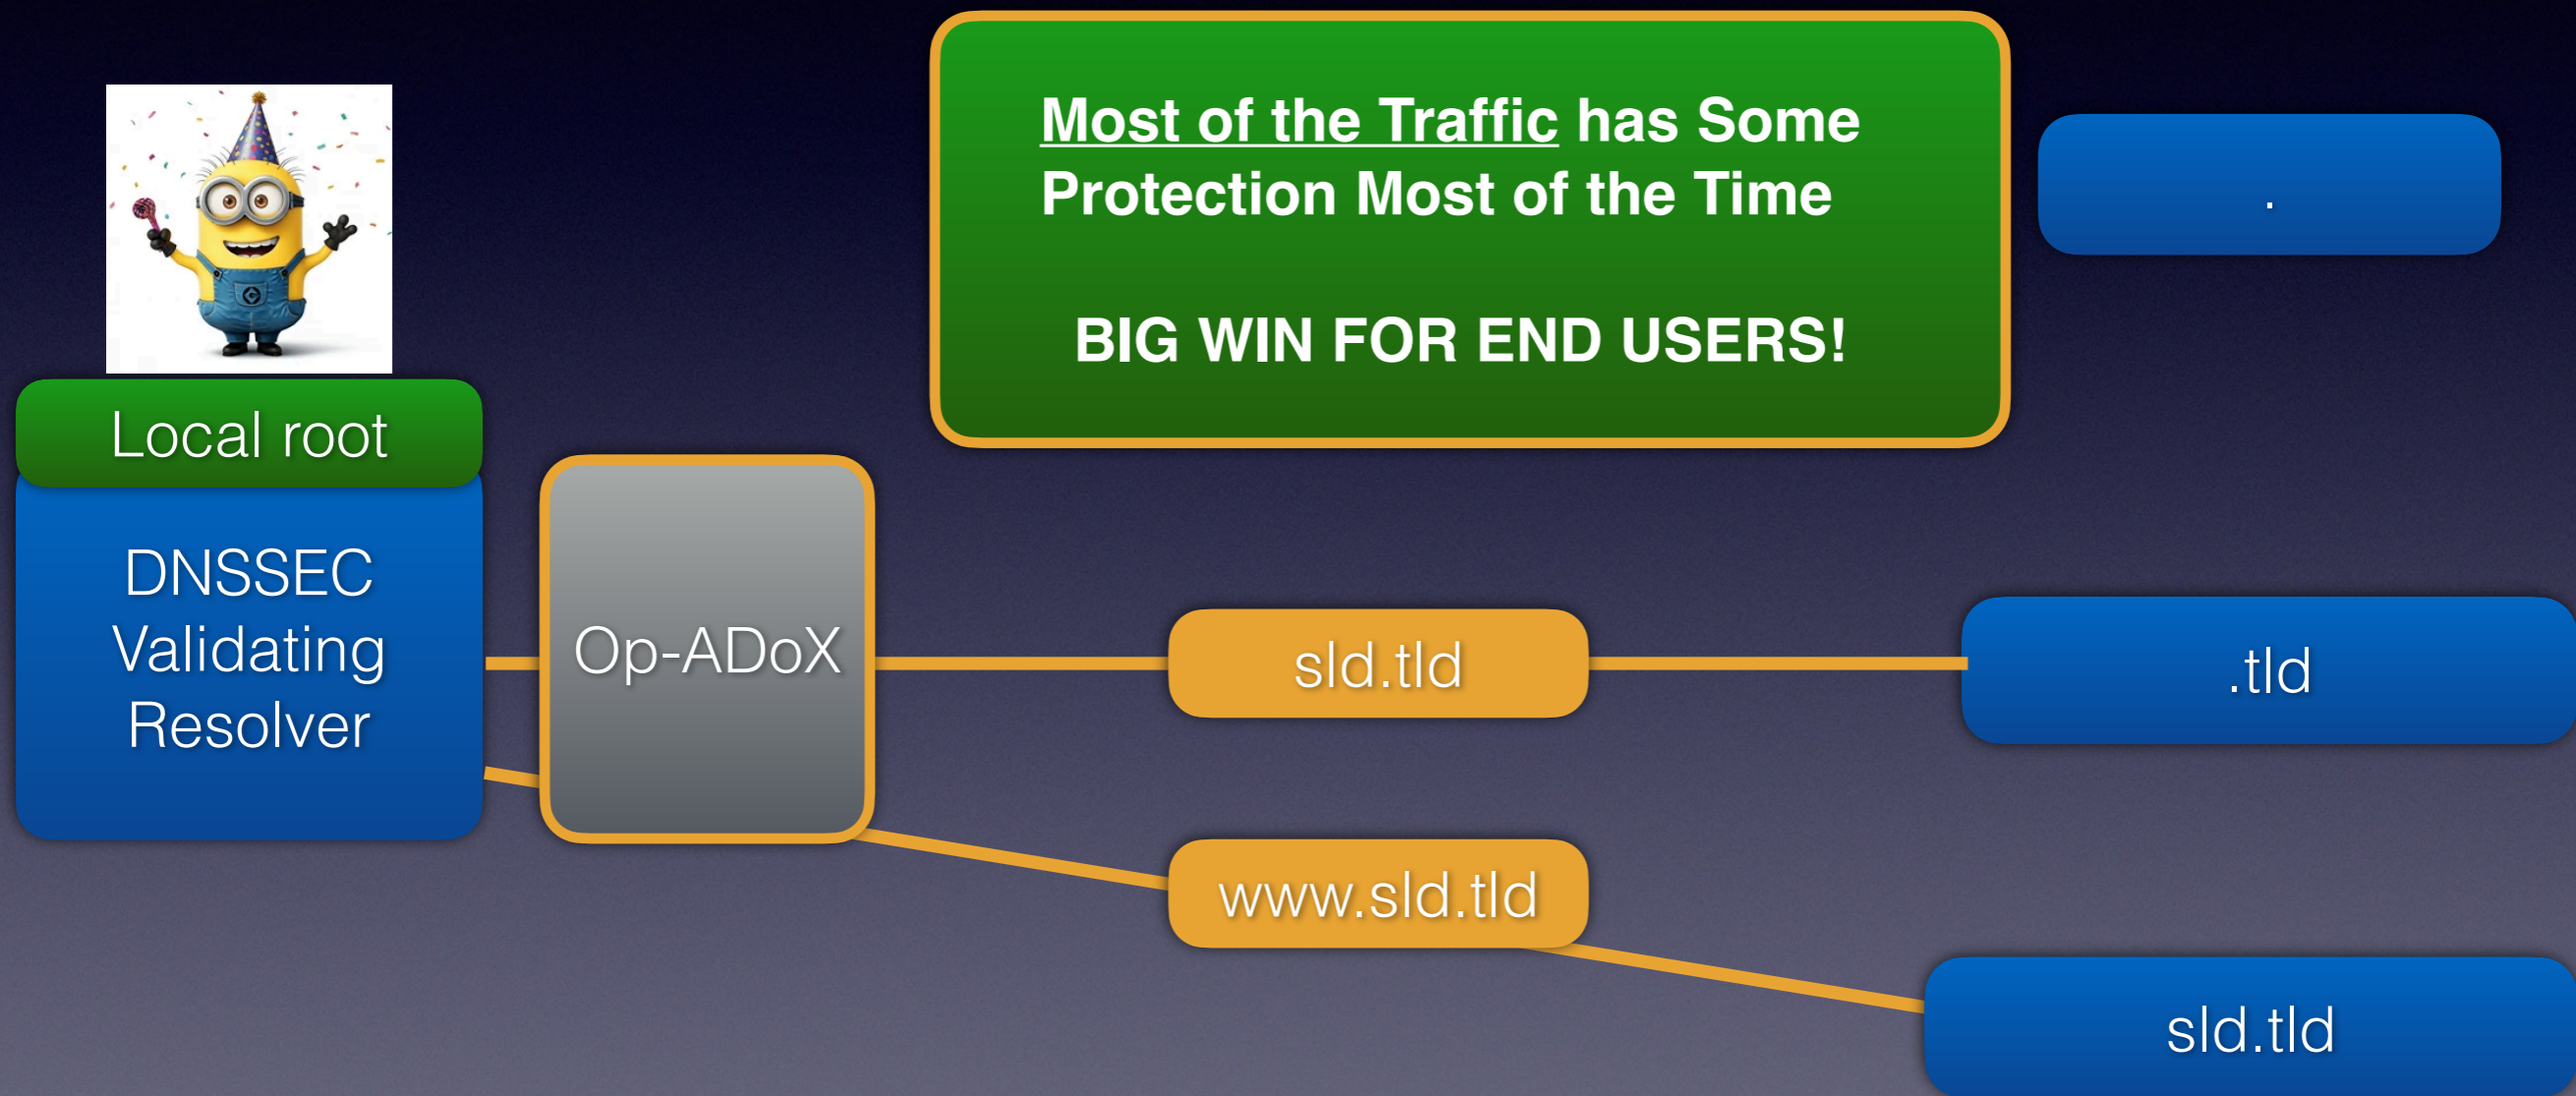 Most of the Traffic has Some
Protection Most of the Time
BIG WIN FOR END USERS!
.
Local root
DNSSEC
Validating
Resolver
Op-ADoX
sld.tld
.tld
www.sld.tld
sld.tld